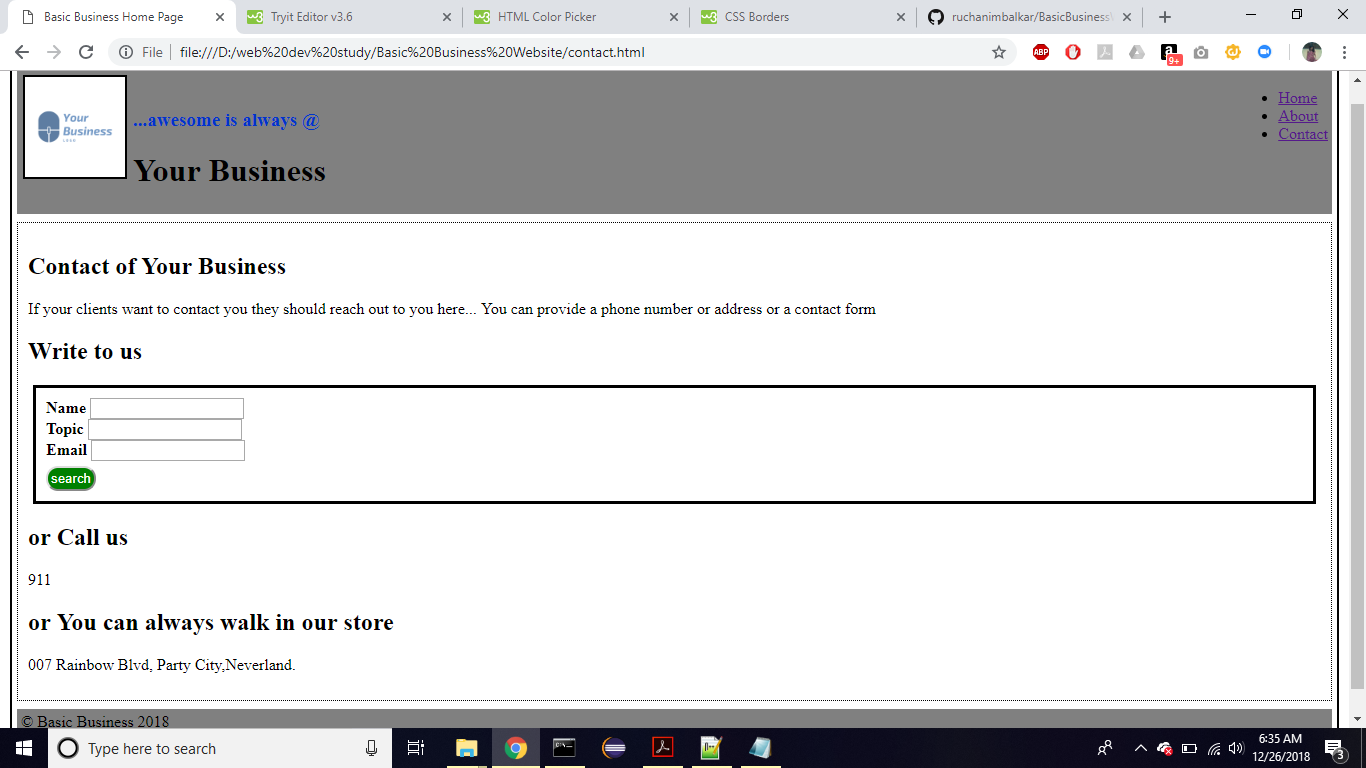 Basic Business Home Page
Tryit Editor v3.6
HTML Color Picker
CSS Borders
ruchanimbalkar/BasicBusiness
File
file:///D:/web%20dev%20study/Basic%20Business%20Website/contact.html
ABP
a
9+
Your
Business
...awesome is always @
Your Business
Home
About
Contact
Contact of Your Business
If your clients want to contact you they should reach out to you here... You can provide a phone number or address or a contact form
Write to us
Name
Topic
Email
search
or Call us
911
or You can always walk in our store
007 Rainbow Blvd, Party City,Neverland.
© Basic Business 2018
Type here to search
6:35 AM
12/26/2018
3